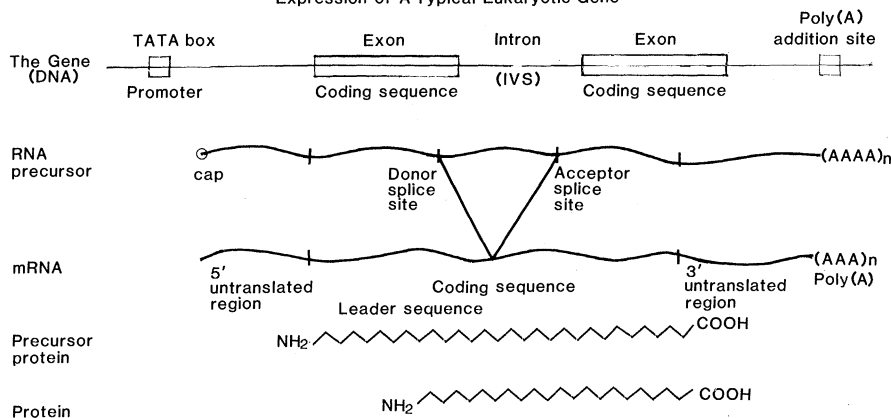 Expression of A Typical Eukaryotic Gene
Poly(A)
TATA box Exon Intron Exon addition site
The Gene
(DNA)
(IVS)
Promoter Coding sequence Coding sequence
RNA
precursor
(AAAA)n
cap
Donor
splice
site
Acceptor
splice
site
mRNA
(AAA)n
Poly(A)
5′
untranslated
region
Coding sequence
3′
untranslated
region
Leader sequence
Precursor
protein
NH2 COOH
Protein
NH2 COOH